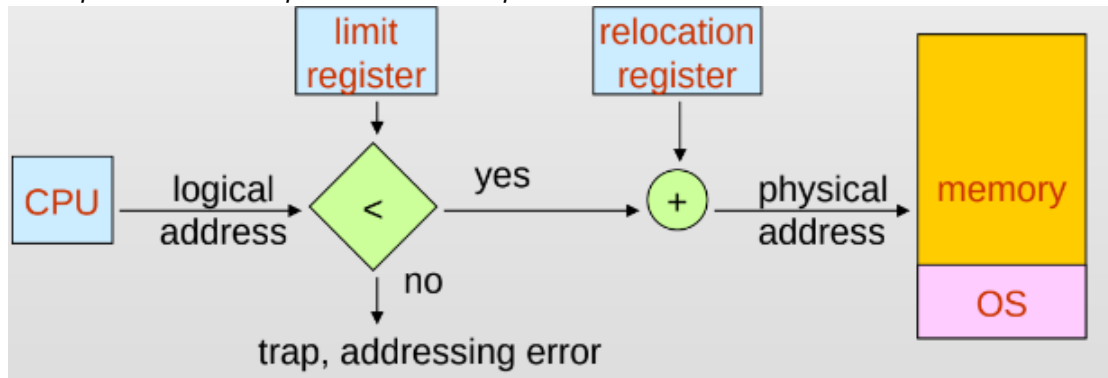 limit
register
relocation
register
CPU
logical
address
<
yes
+
physical
address
memory
no
OS
trap, addressing error